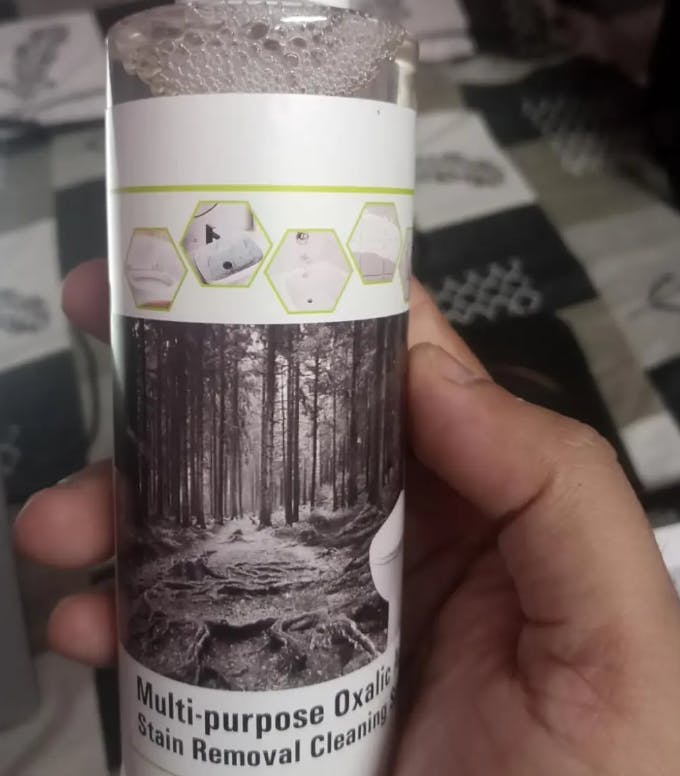 Multi-purpose Oxalic
Stain Removal Cleaning